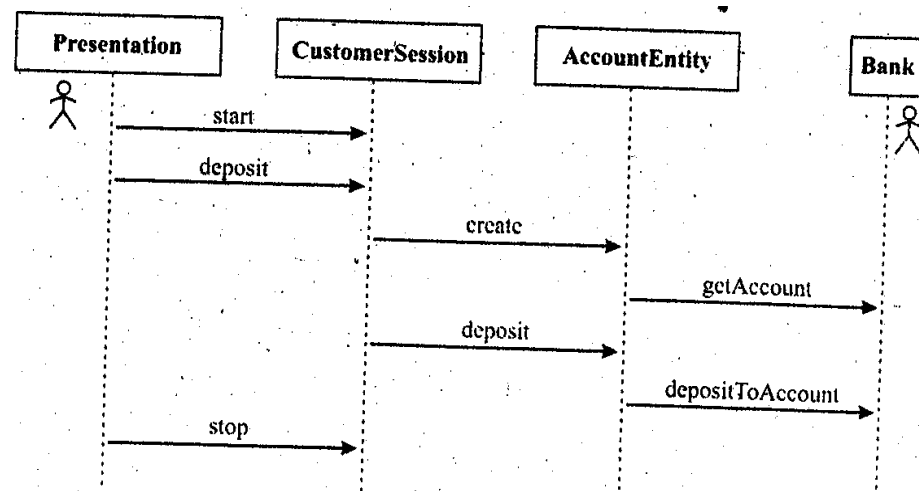 Presentation
CustomerSession
AccountEntity
Bank
start
deposit
create
getAccount
deposit
depositToAccount
stop